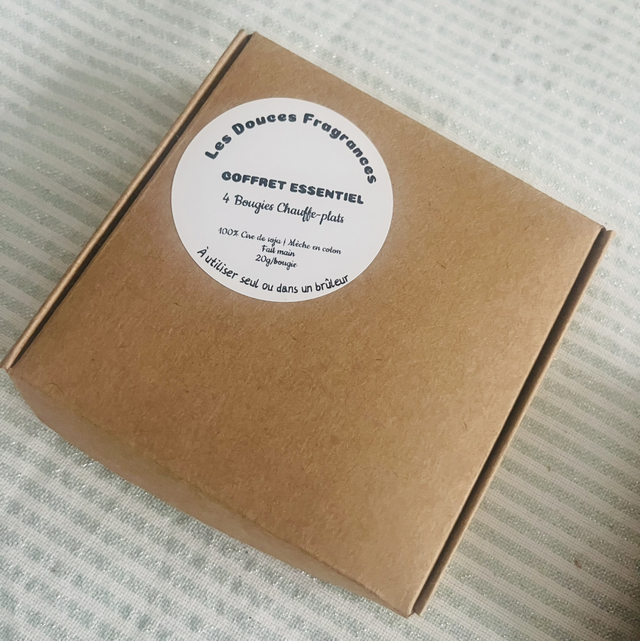 Les Douces Fragrances
COFFRET ESSENTIEL
4 Bougies Chauffe-plats
100% Cire de soja | Mèche en coton
Fait main
20g/bougie
À utiliser seul ou dans un brûleur